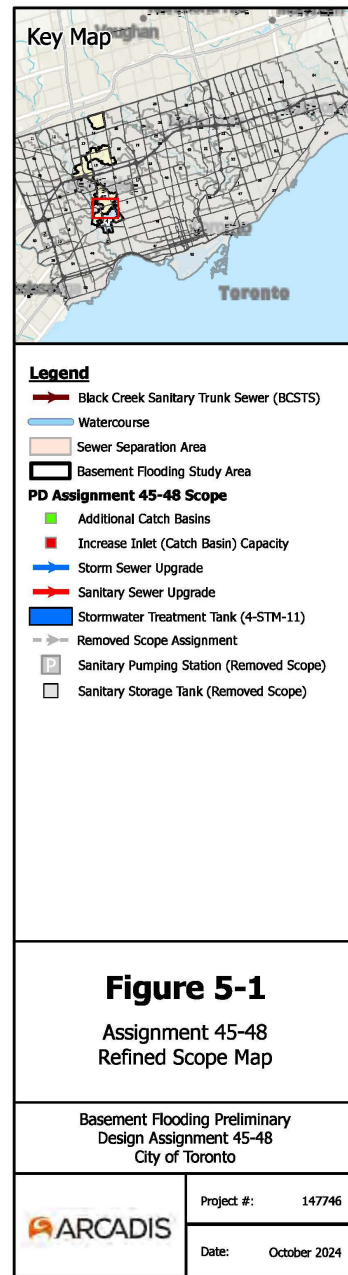 Key Map
Vaughan
Toronto
Legend
Black Creek Sanitary Trunk Sewer (BCSTS)
Watercourse
Sewer Separation Area
Basement Flooding Study Area
PD Assignment 45-48 Scope
Additional Catch Basins
Increase Inlet (Catch Basin) Capacity
Storm Sewer Upgrade
Sanitary Sewer Upgrade
Stormwater Treatment Tank (4-STM-11)
Removed Scope Assignment
P Sanitary Pumping Station (Removed Scope)
Sanitary Storage Tank (Removed Scope)
Figure 5-1
Assignment 45-48
Refined Scope Map
Basement Flooding Preliminary
Design Assignment 45-48
City of Toronto
ARCADIS
Project #: 147746
Date: October 2024